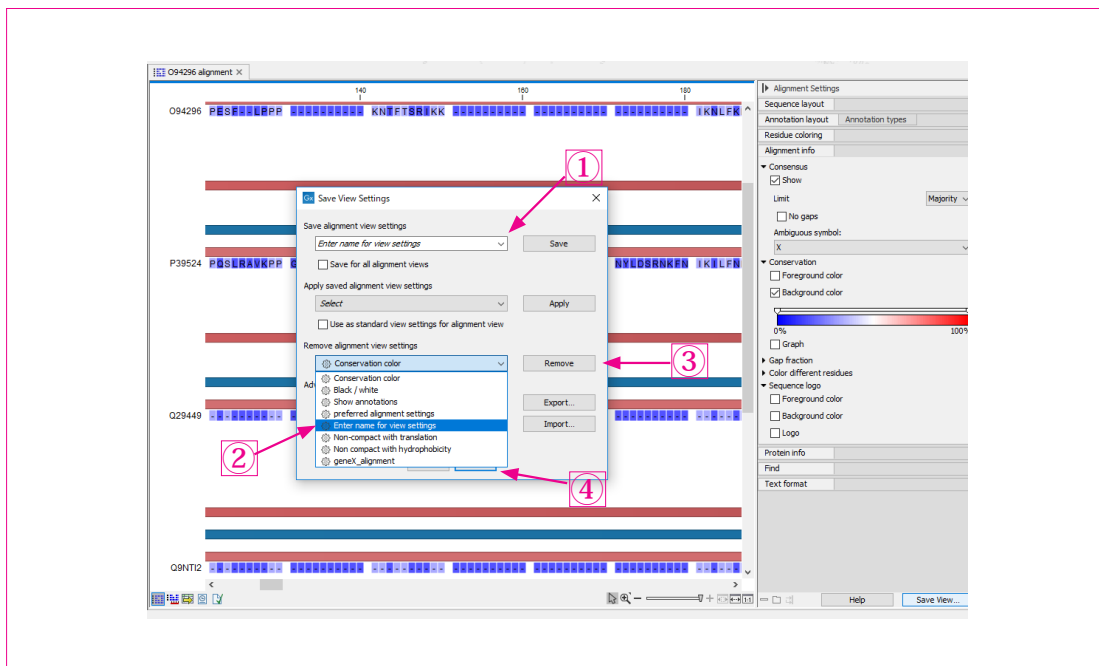 O94296 alignment ×
140 160 180
O94296 PESF--LPPP ---------- KNTFTSRIKK ---------- ---------- ---------- IKNLFK
P39524 PQSLRAVKPP G NYLDSRNKFN IKILFN
Q29449
Q9NTI2
Save View Settings
Save alignment view settings
Enter name for view settings
Save
Save for all alignment views
Apply saved alignment view settings
Select
Apply
Use as standard view settings for alignment view
Remove alignment view settings
Conservation color
Remove
Conservation color
Black / white
Show annotations
preferred alignment settings
Enter name for view settings
Non-compact with translation
Non compact with hydrophobicity
geneX_alignment
Export...
Import...
1
2
3
4
Alignment Settings
Sequence layout
Annotation layout Annotation types
Residue coloring
Alignment info
Consensus
Show
Limit Majority
No gaps
Ambiguous symbol:
X
Conservation
Foreground color
Background color
0% 100%
Graph
Gap fraction
Color different residues
Sequence logo
Foreground color
Background color
Logo
Protein info
Find
Text format
Help Save View...